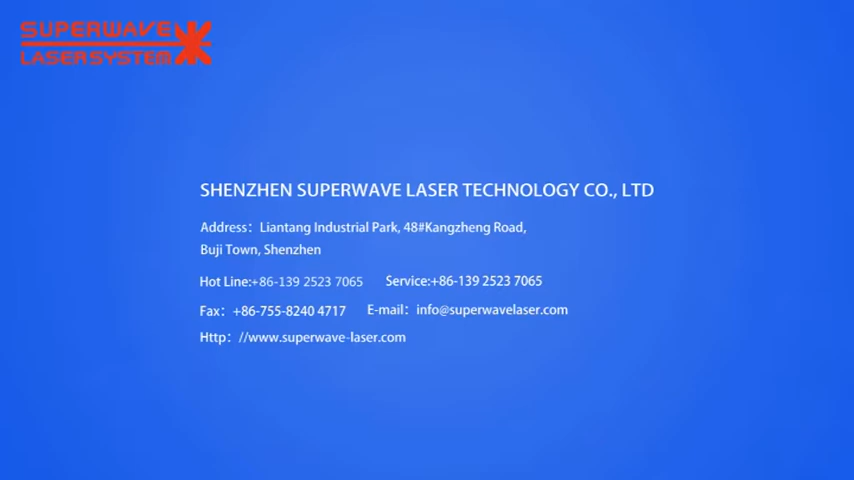 SUPERWAVE
LASER SYSTEM
SHENZHEN SUPERWAVE LASER TECHNOLOGY CO., LTD
Address：Liantang Industrial Park, 48#Kangzheng Road,
Buji Town, Shenzhen
Hot Line:+86-139 2523 7065 Service:+86-139 2523 7065
Fax：+86-755-8240 4717 E-mail：info@superwavelaser.com
Http：//www.superwave-laser.com